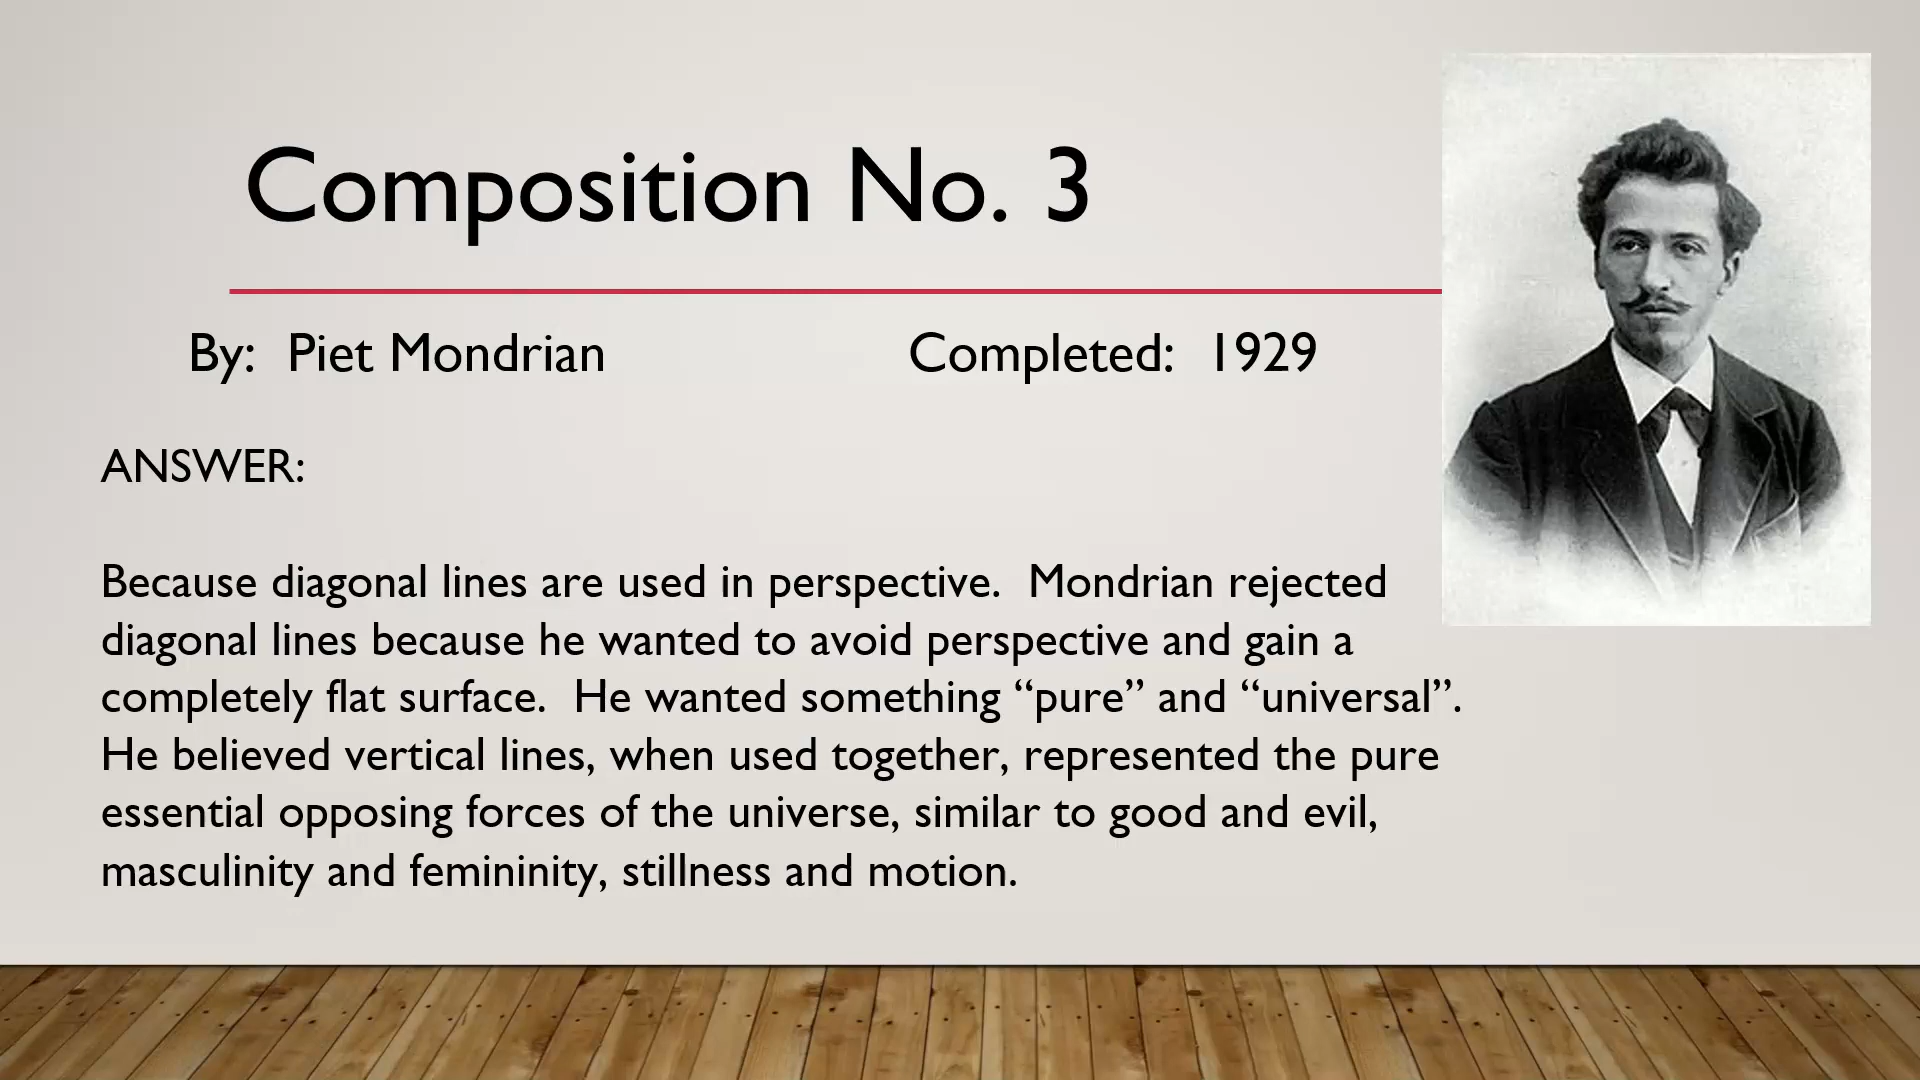 Composition No. 3
By:  Piet Mondrian
Completed:  1929
ANSWER:
Because diagonal lines are used in perspective.  Mondrian rejected
diagonal lines because he wanted to avoid perspective and gain a
completely flat surface.  He wanted something “pure” and “universal”.
He believed vertical lines, when used together, represented the pure
essential opposing forces of the universe, similar to good and evil,
masculinity and femininity, stillness and motion.